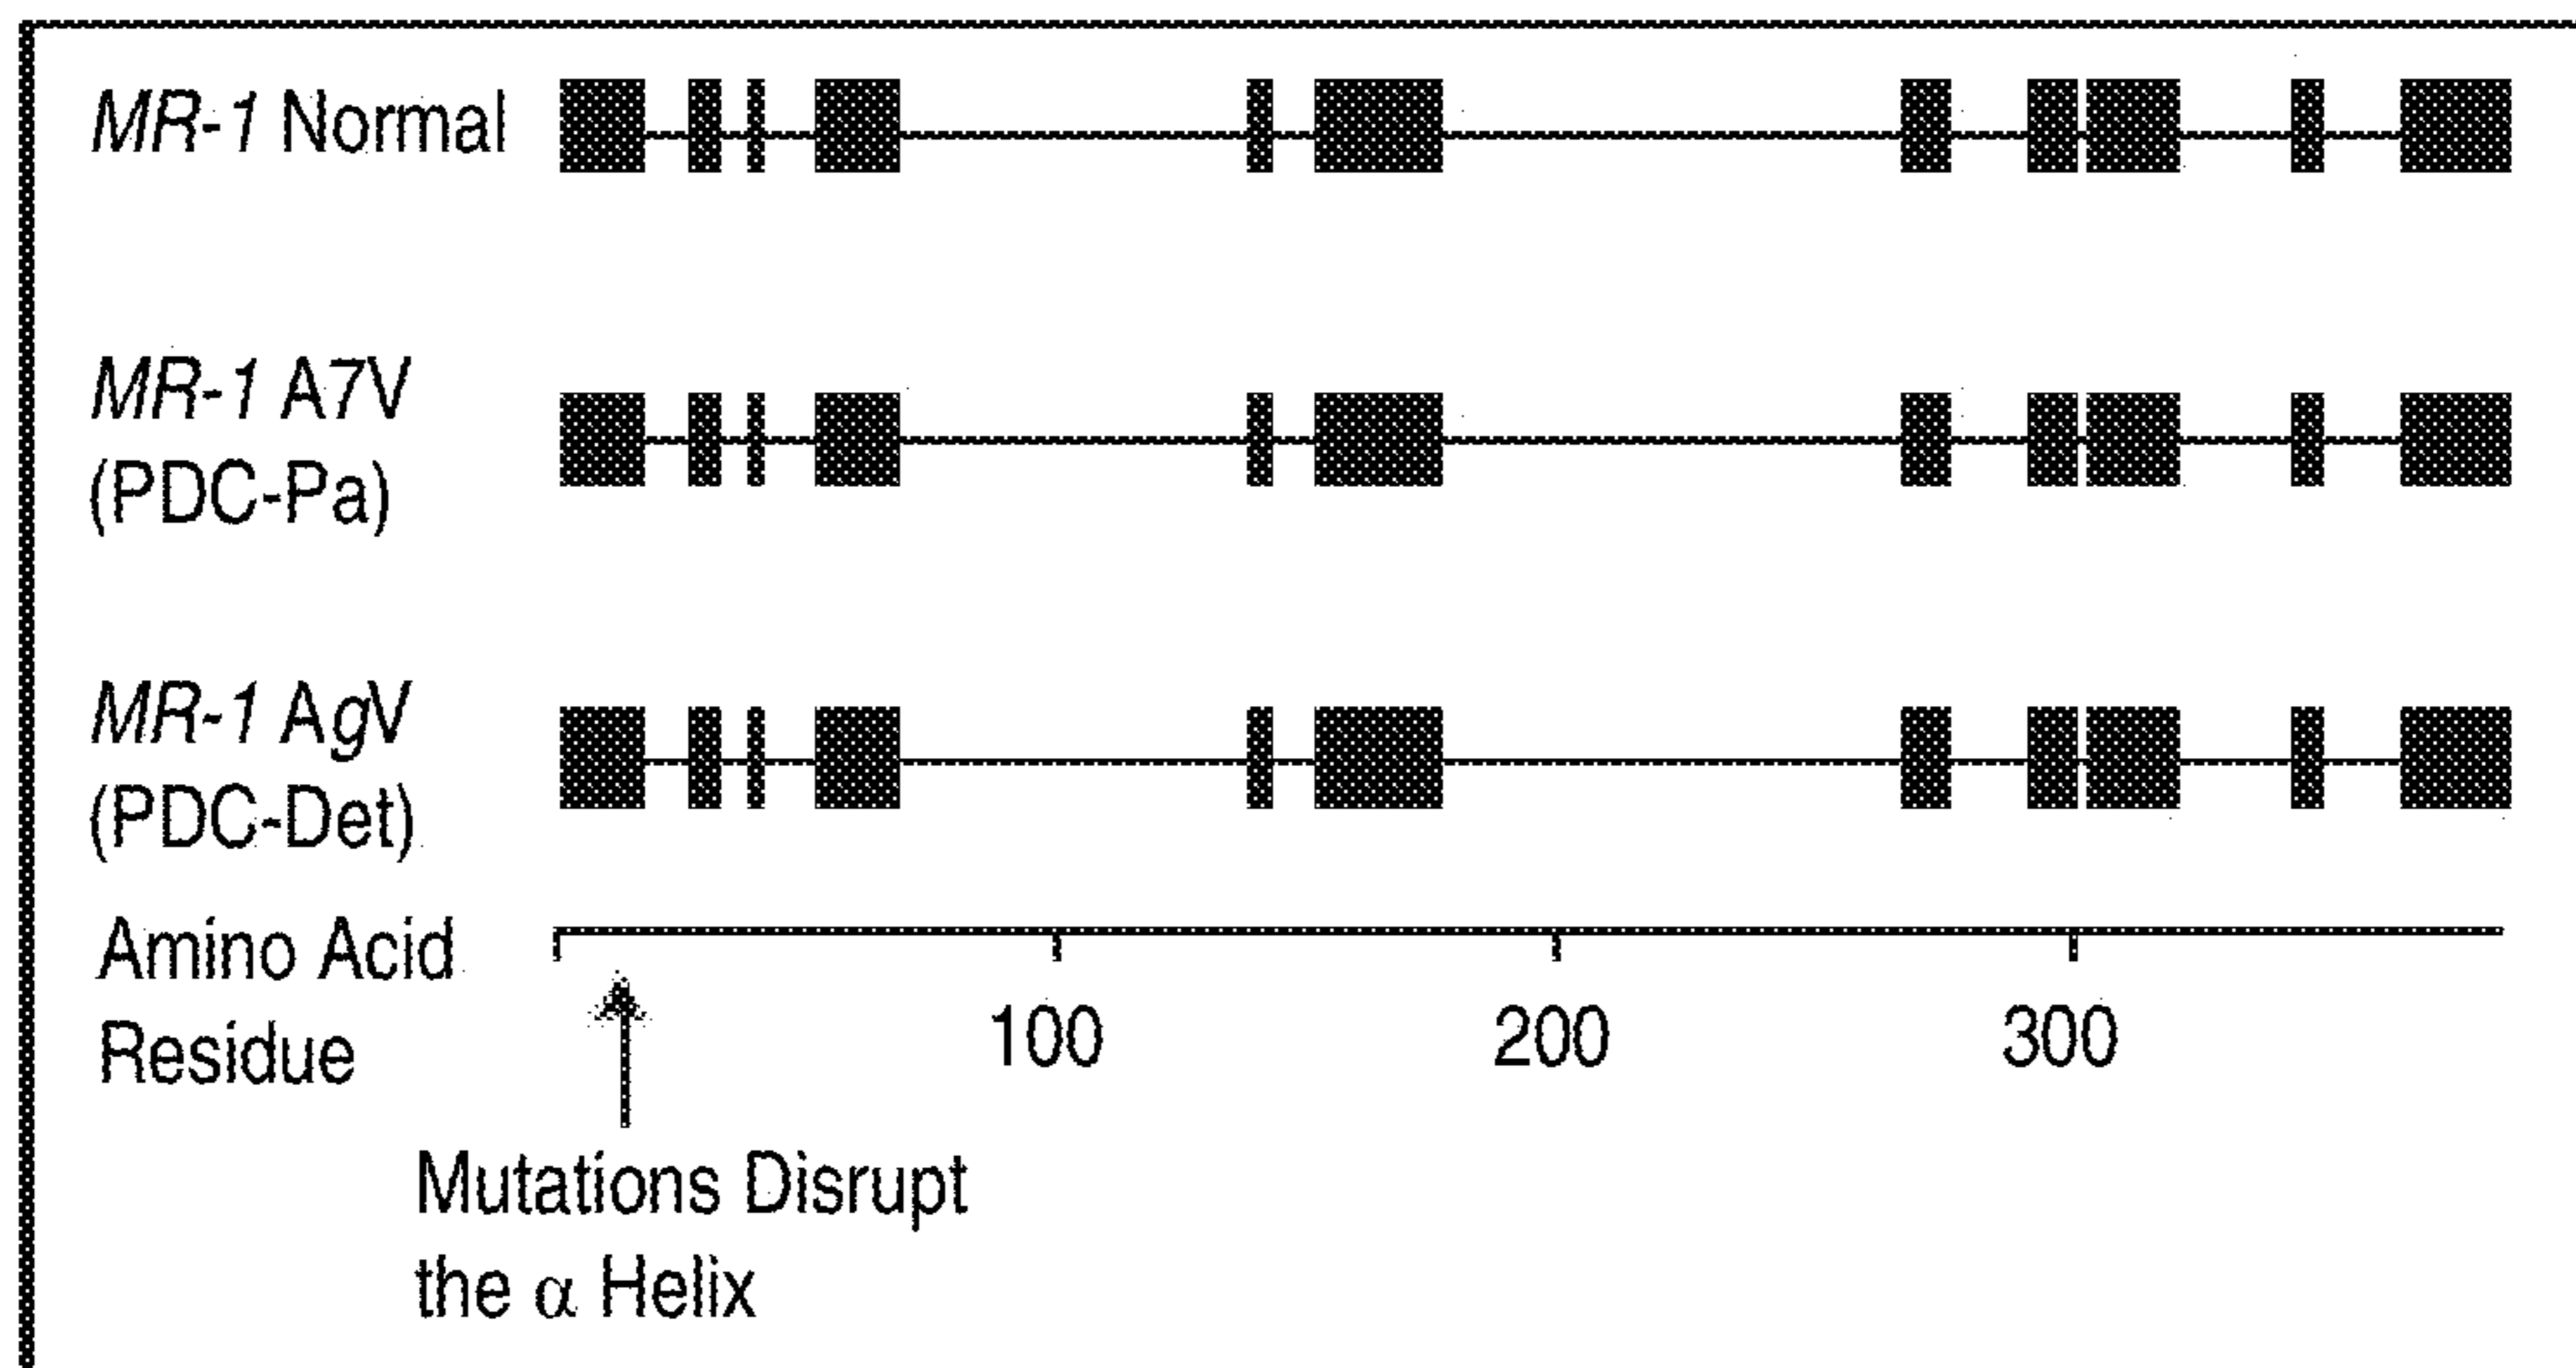 MR-1 Normal
MR-1 A7V
(PDC-Pa)
MR-1 AgV
(PDC-Det)
Amino Acid
Residue
100 200 300
Mutations Disrupt
the α Helix